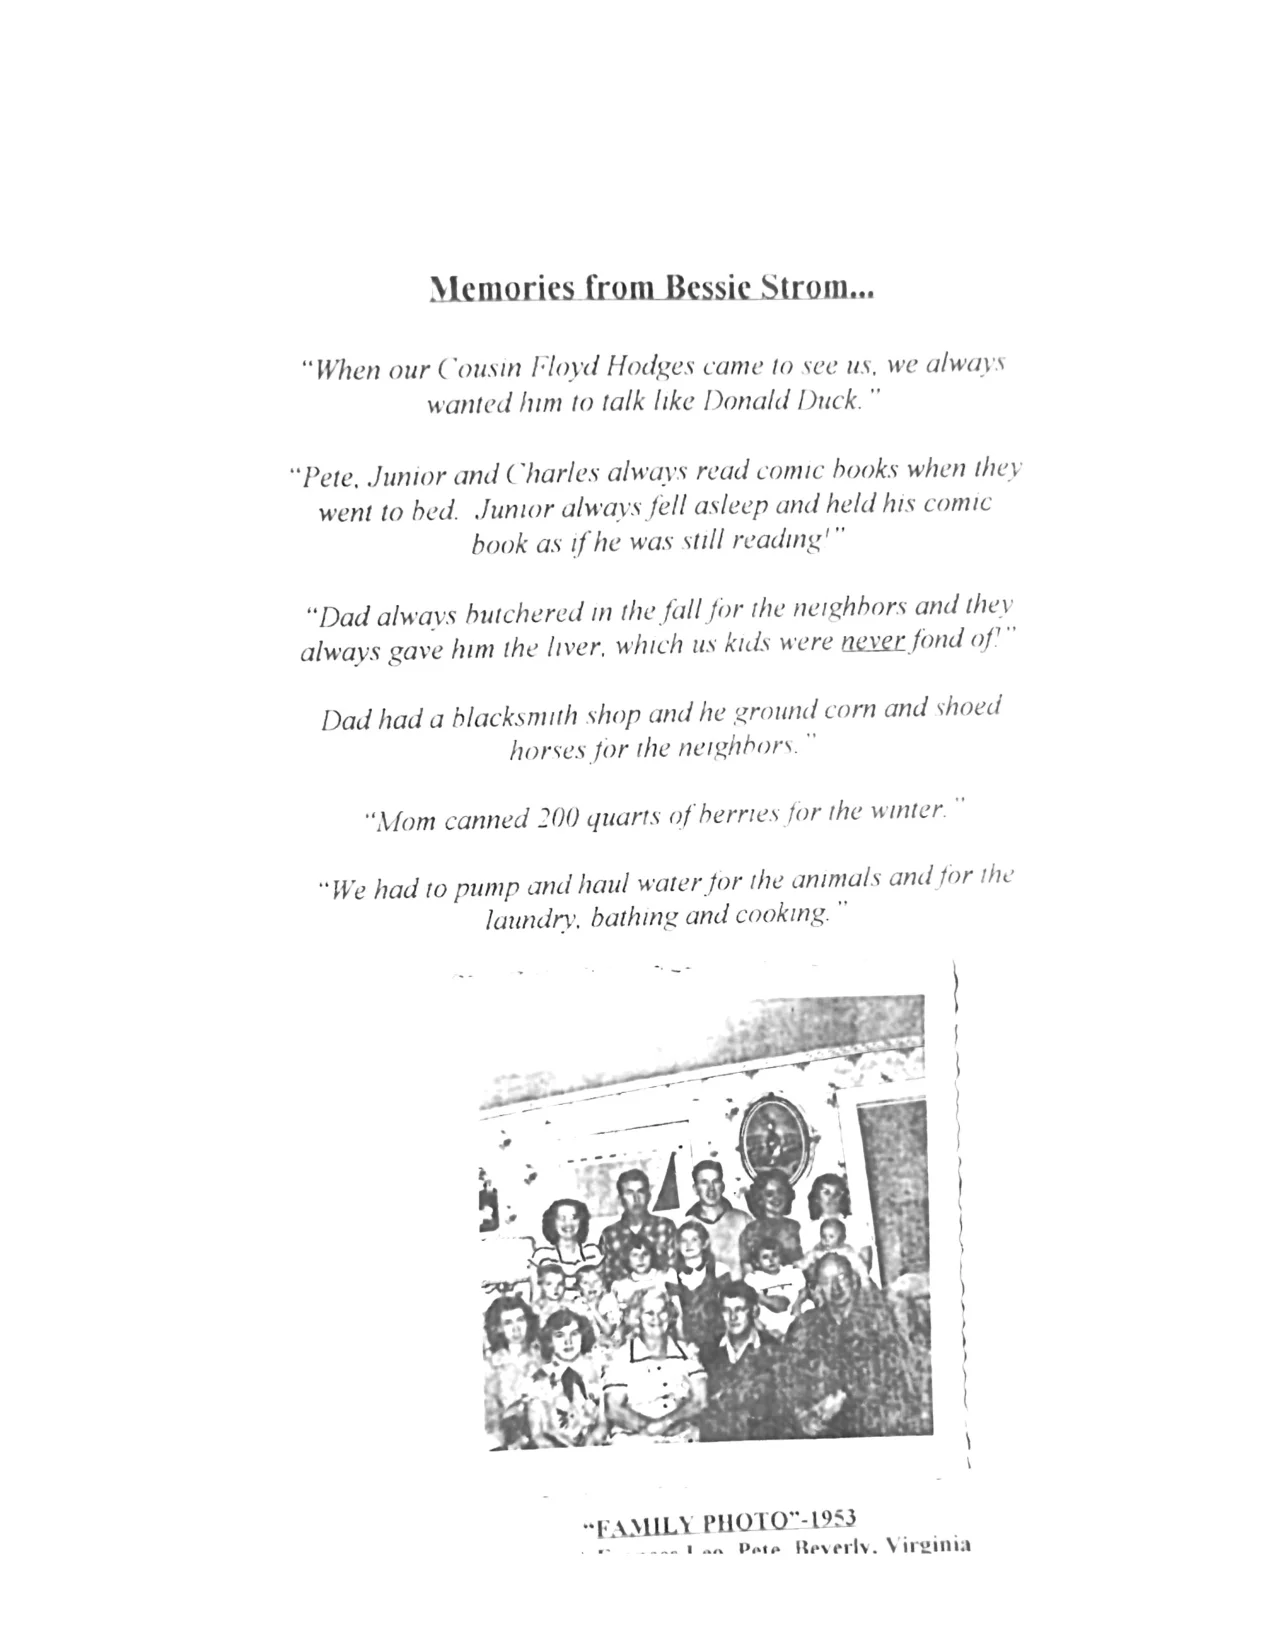 Memories from Bessie Strom...
“When our Cousin Floyd Hodges came to see us, we always
wanted him to talk like Donald Duck.”
“Pete, Junior and Charles always read comic books when they
went to bed. Junior always fell asleep and held his comic
book as if he was still reading!”
“Dad always butchered in the fall for the neighbors and they
always gave him the liver, which us kids were never fond of!”
Dad had a blacksmith shop and he ground corn and shoed
horses for the neighbors.”
“Mom canned 200 quarts of berries for the winter.”
“We had to pump and haul water for the animals and for the
laundry, bathing and cooking.”
“FAMILY PHOTO”-1953
Pete, Beverly, Virginia